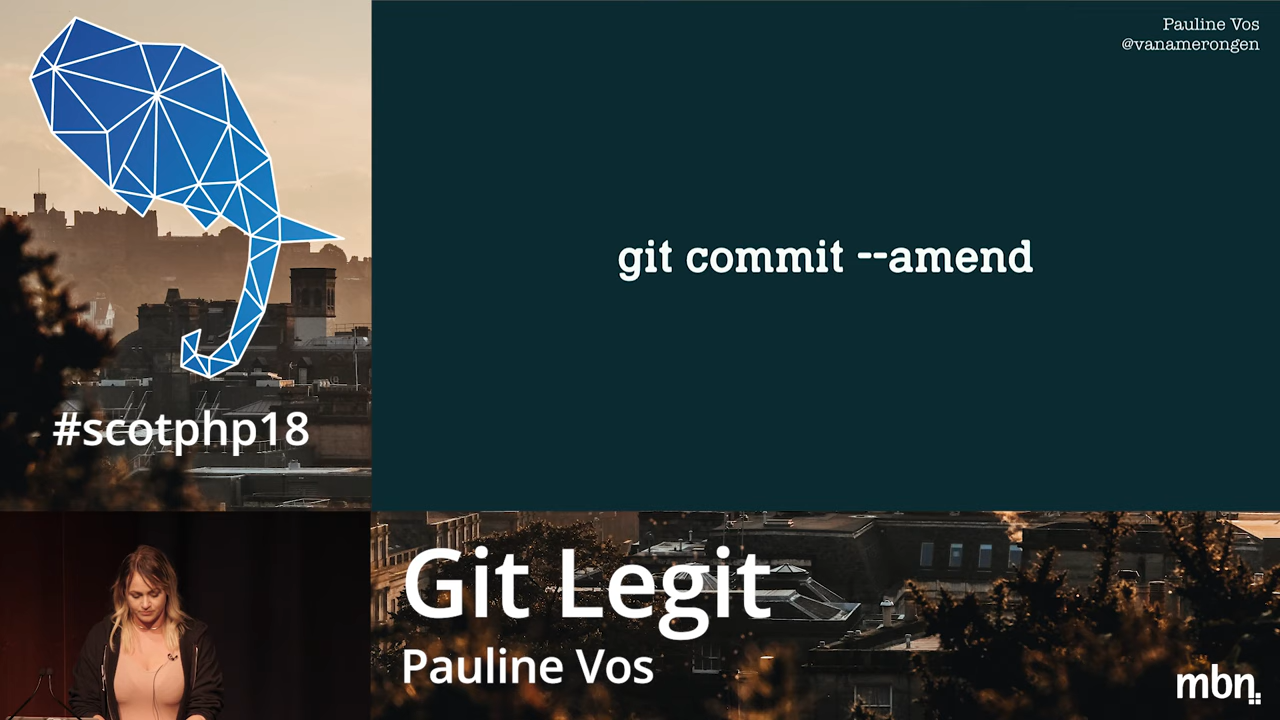 Pauline Vos
@vanamerongen
git commit --amend
#scotphp18
Git Legit
Pauline Vos
mbn